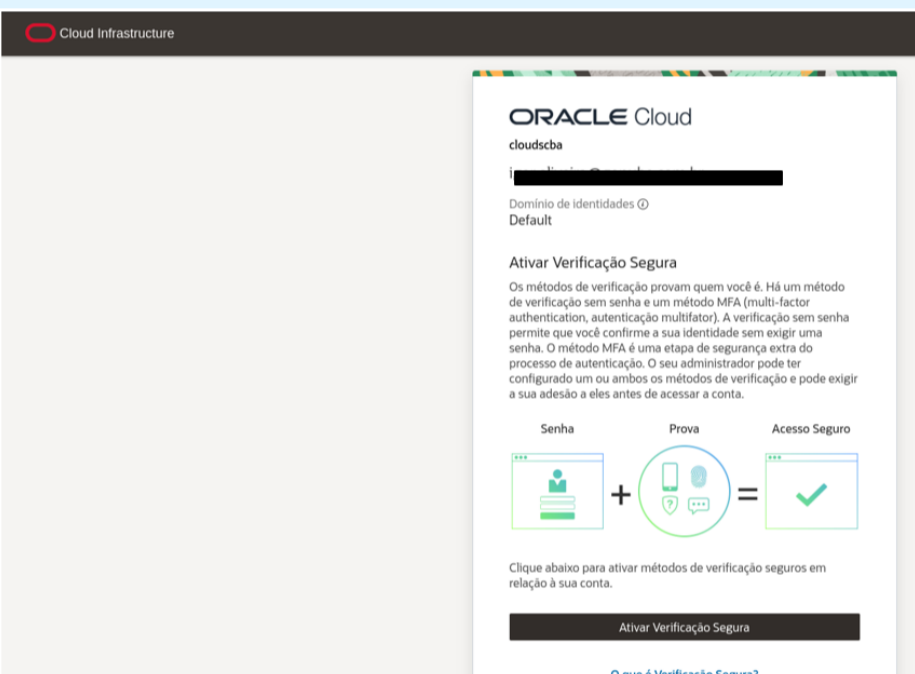 Cloud Infrastructure
ORACLE Cloud
cloudscba
Domínio de identidades
Default
Ativar Verificação Segura
Os métodos de verificação provam quem você é. Há um método
de verificação sem senha e um método MFA (multi-factor
authentication, autenticação multifator). A verificação sem senha
permite que você confirme a sua identidade sem exigir uma
senha. O método MFA é uma etapa de segurança extra do
processo de autenticação. O seu administrador pode ter
configurado um ou ambos os métodos de verificação e pode exigir
a sua adesão a eles antes de acessar a conta.
Senha Prova Acesso Seguro
Clique abaixo para ativar métodos de verificação seguros em
relação à sua conta.
Ativar Verificação Segura
O que é Verificação Segura?